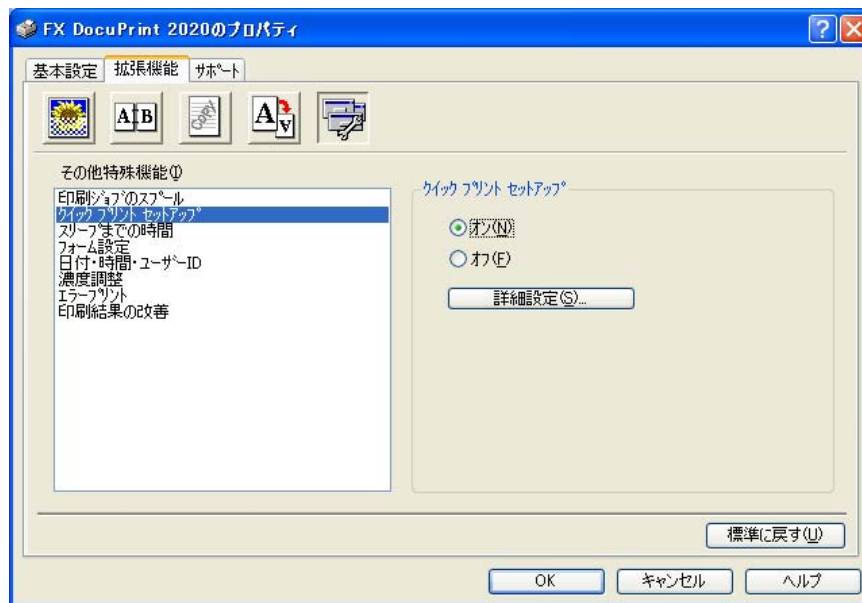 FX DocuPrint 2020のプロパティ
基本設定 拡張機能 サポート
A B
COPY
A A
その他特殊機能(I)
印刷ジョブのスプール
クイック プリント セットアップ
スリープまでの時間
フォーム設定
日付・時間・ユーザーID
濃度調整
エラープリント
印刷結果の改善
クイック プリント セットアップ
オン(N)
オフ(F)
詳細設定(S)...
標準に戻す(U)
OK キャンセル ヘルプ